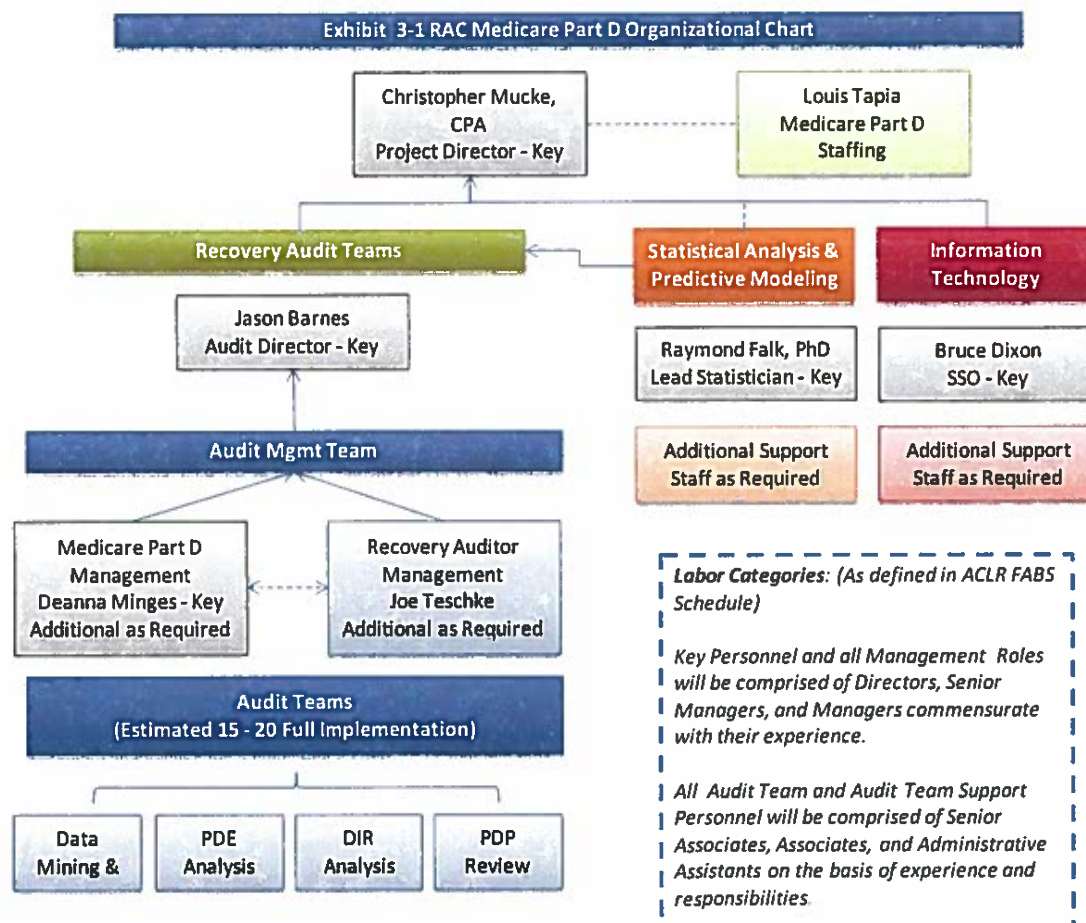 Exhibit 3-1 RAC Medicare Part D Organizational Chart
Christopher Mucke,
CPA
Project Director - Key
Louis Tapia
Medicare Part D
Staffing
Recovery Audit Teams
Statistical Analysis &
Predictive Modeling
Information
Technology
Jason Barnes
Audit Director - Key
Raymond Falk, PhD
Lead Statistician - Key
Bruce Dixon
SSO - Key
Audit Mgmt Team
Additional Support
Staff as Required
Additional Support
Staff as Required
Medicare Part D
Management
Deanna Minges - Key
Additional as Required
Recovery Auditor
Management
Joe Teschke
Additional as Required
Labor Categories: (As defined in ACLR FABS
Schedule)
Key Personnel and all Management Roles
will be comprised of Directors, Senior
Managers, and Managers commensurate
with their experience.
All Audit Team and Audit Team Support
Personnel will be comprised of Senior
Associates, Associates, and Administrative
Assistants on the basis of experience and
responsibilities.
Audit Teams
(Estimated 15 - 20 Full Implementation)
Data
Mining &
PDE
Analysis
DIR
Analysis
PDP
Review